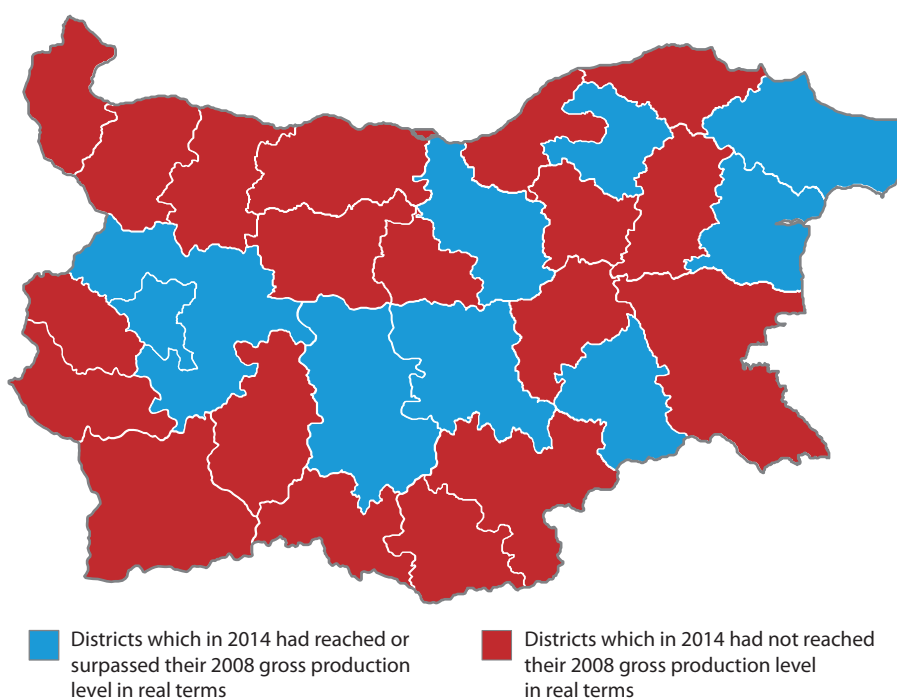 Districts which in 2014 had reached or
surpassed their 2008 gross production
level in real terms
Districts which in 2014 had not reached
their 2008 gross production level
in real terms